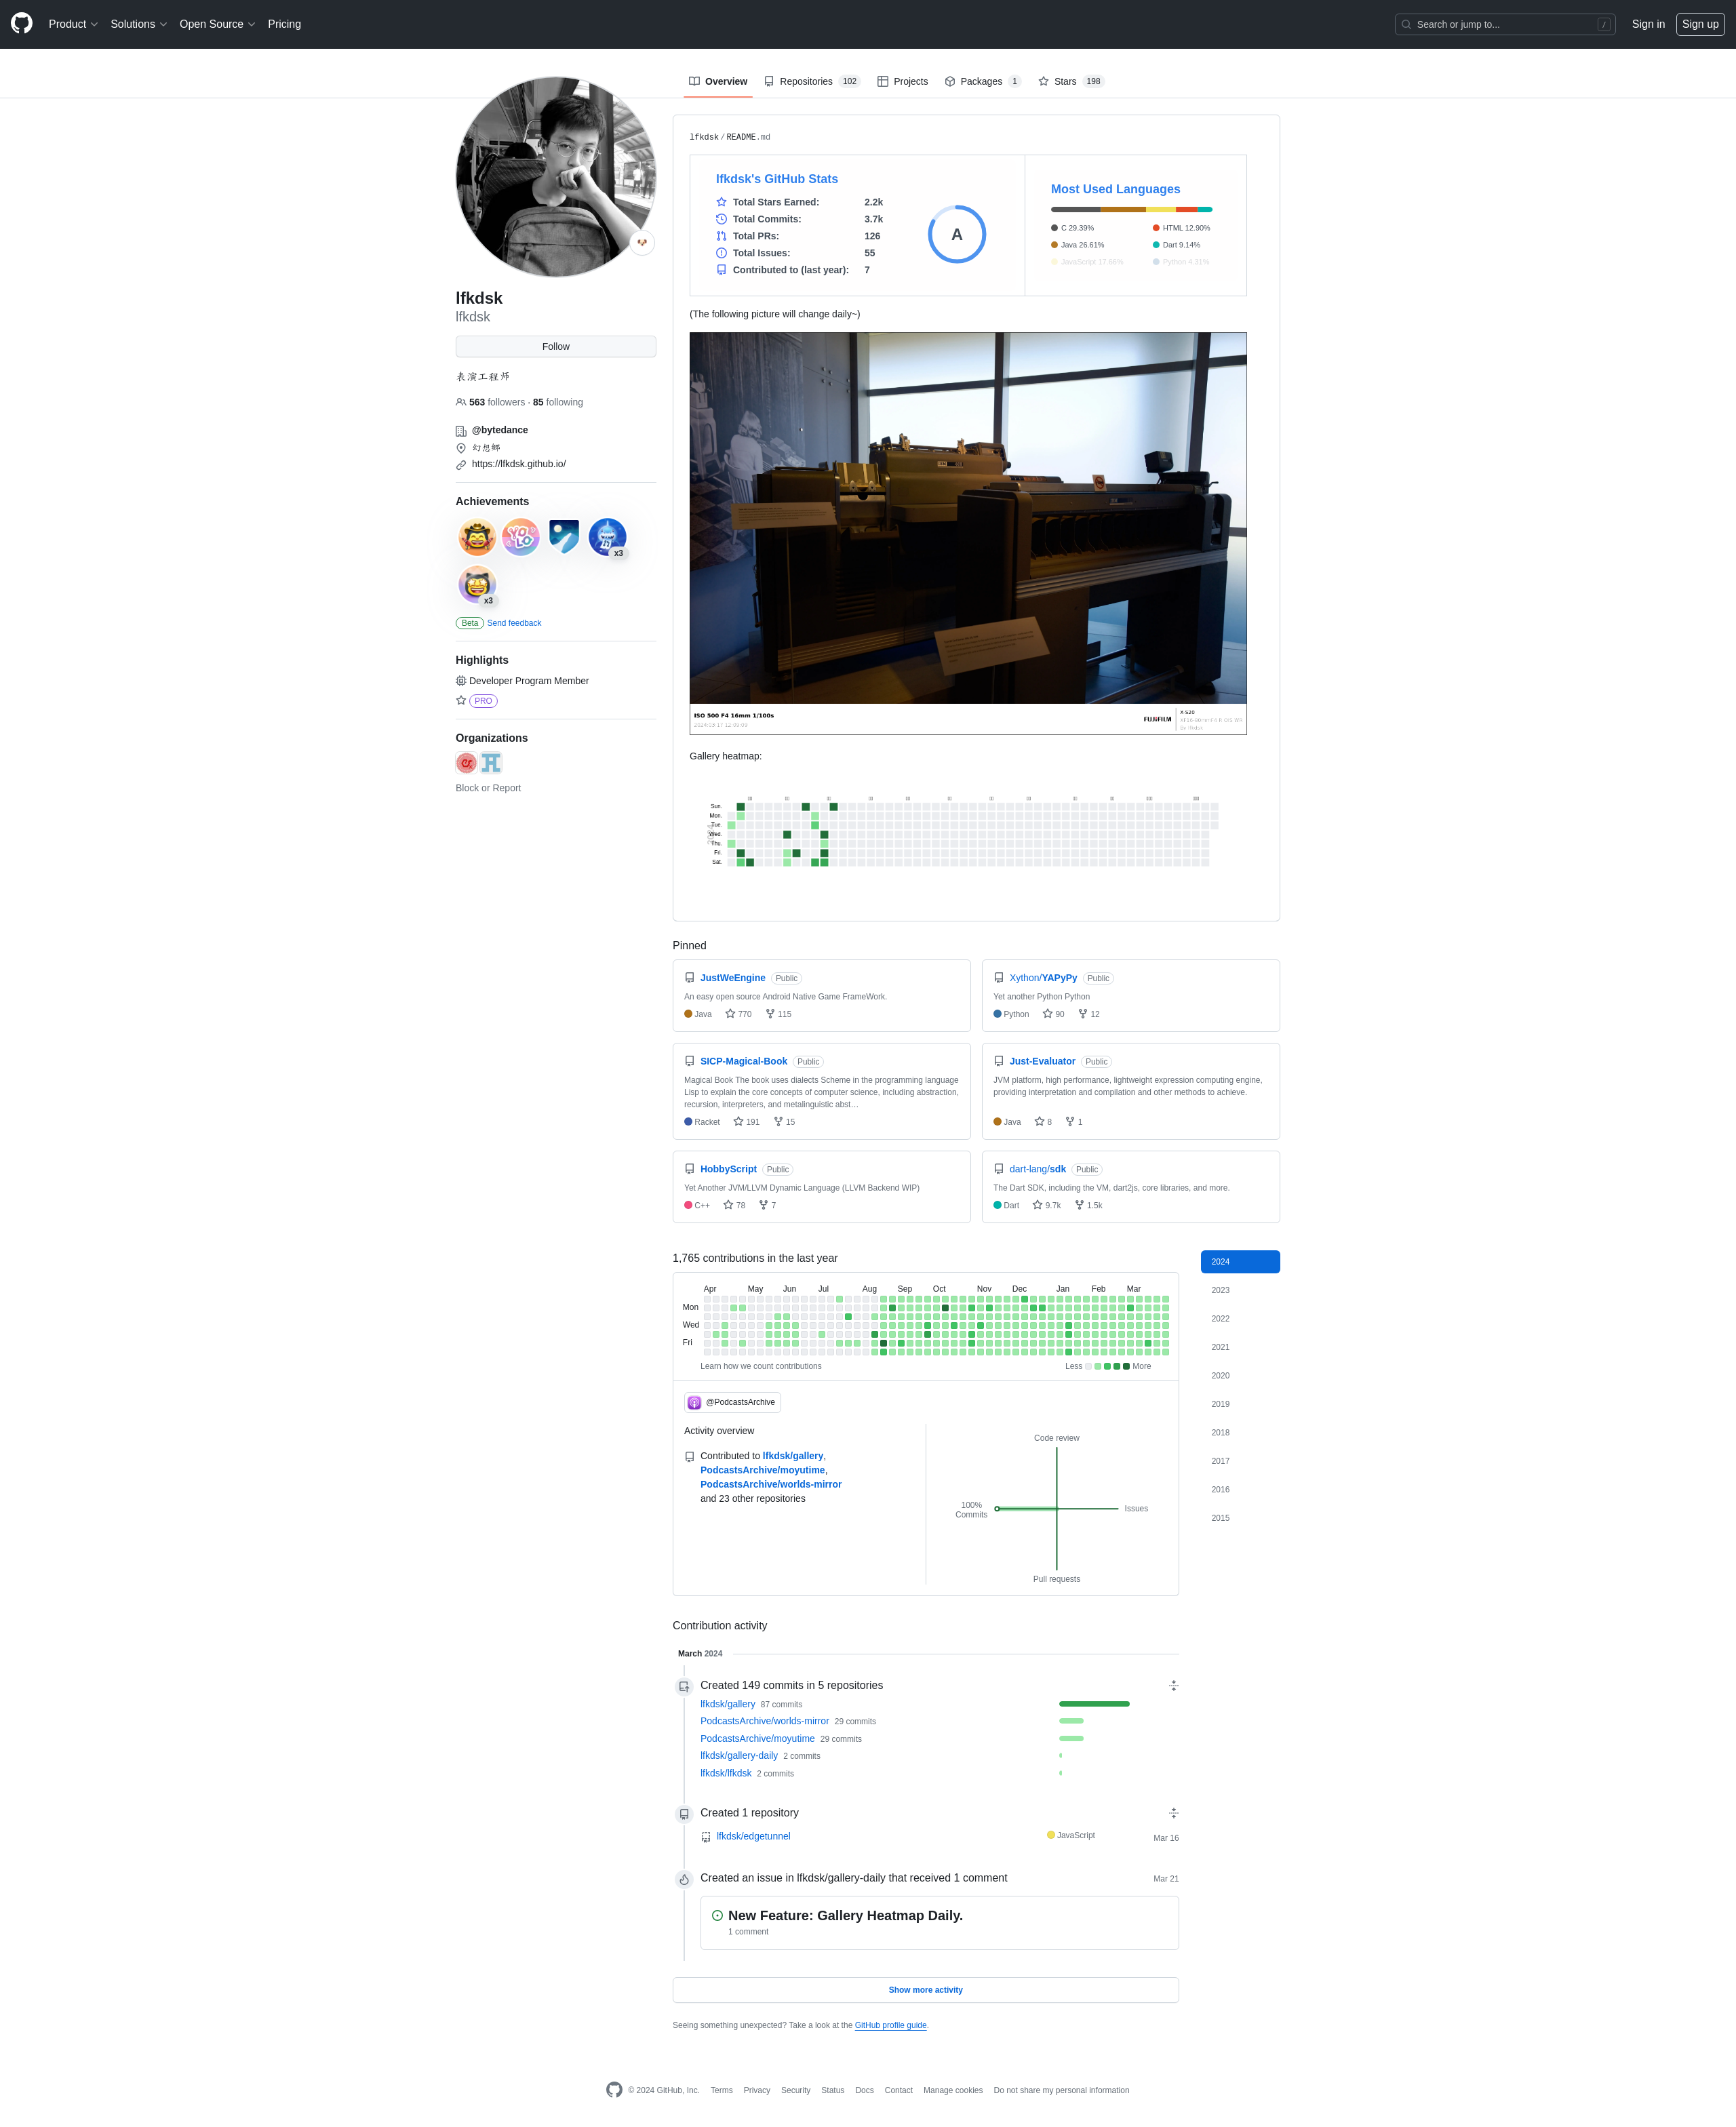 Product
Solutions
Open Source
Pricing
Search or jump to...
/
Sign in
Sign up
Overview
Repositories 102
Projects
Packages 1
Stars 198
lfkdsk
lfkdsk
Follow
表演工程师
563 followers · 85 following
@bytedance
幻想郷
https://lfkdsk.github.io/
Achievements
YOLO
x3
x3
Beta Send feedback
Highlights
Developer Program Member
PRO
Organizations
Block or Report
lfkdsk / README.md
lfkdsk's GitHub Stats
Total Stars Earned: 2.2k
Total Commits: 3.7k
Total PRs: 126
Total Issues: 55
Contributed to (last year): 7
A
Most Used Languages
C 29.39%
HTML 12.90%
Java 26.61%
Dart 9.14%
JavaScript 17.66%
Python 4.31%
(The following picture will change daily~)
ISO 500 F4 16mm 1/100s
FUJIFILM
X-S20
Gallery heatmap:
Sun.
Mon.
Tue.
Wed.
Thu.
Fri.
Sat.
Pinned
JustWeEngine Public
An easy open source Android Native Game FrameWork.
Java 770 115
Xython/YAPyPy Public
Yet another Python Python
Python 90 12
SICP-Magical-Book Public
Magical Book The book uses dialects Scheme in the programming language
Lisp to explain the core concepts of computer science, including abstraction,
recursion, interpreters, and metalinguistic abst…
Racket 191 15
Just-Evaluator Public
JVM platform, high performance, lightweight expression computing engine,
providing interpretation and compilation and other methods to achieve.
Java 8 1
HobbyScript Public
Yet Another JVM/LLVM Dynamic Language (LLVM Backend WIP)
C++ 78 7
dart-lang/sdk Public
The Dart SDK, including the VM, dart2js, core libraries, and more.
Dart 9.7k 1.5k
1,765 contributions in the last year
Apr May Jun Jul Aug Sep Oct Nov Dec Jan Feb Mar
Mon
Wed
Fri
Learn how we count contributions
Less More
@PodcastsArchive
Activity overview
Contributed to lfkdsk/gallery,
PodcastsArchive/moyutime,
PodcastsArchive/worlds-mirror
and 23 other repositories
Code review
100%
Commits
Issues
Pull requests
2024
2023
2022
2021
2020
2019
2018
2017
2016
2015
Contribution activity
March 2024
Created 149 commits in 5 repositories
lfkdsk/gallery 87 commits
PodcastsArchive/worlds-mirror 29 commits
PodcastsArchive/moyutime 29 commits
lfkdsk/gallery-daily 2 commits
lfkdsk/lfkdsk 2 commits
Created 1 repository
lfkdsk/edgetunnel JavaScript Mar 16
Created an issue in lfkdsk/gallery-daily that received 1 comment Mar 21
New Feature: Gallery Heatmap Daily.
1 comment
Show more activity
Seeing something unexpected? Take a look at the GitHub profile guide.
© 2024 GitHub, Inc. Terms Privacy Security Status Docs Contact Manage cookies Do not share my personal information